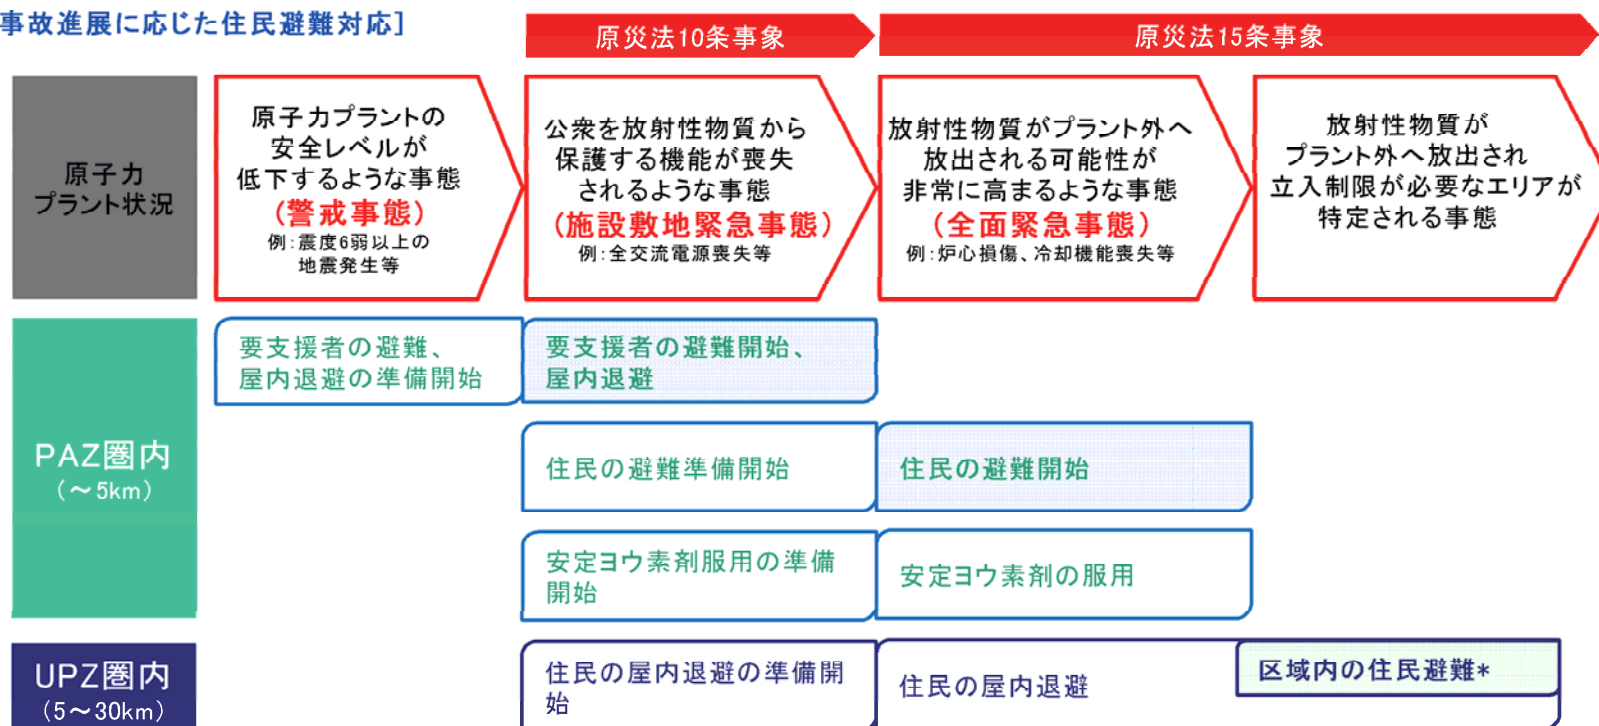 事故進展に応じた住民避難対応]
原災法10条事象
原災法15条事象
原子力
プラント状況
原子力プラントの
安全レベルが
低下するような事態
(警戒事態)
例:震度6弱以上の
地震発生等
公衆を放射性物質から
保護する機能が喪失
されるような事態
(施設敷地緊急事態)
例:全交流電源喪失等
放射性物質がプラント外へ
放出される可能性が
非常に高まるような事態
(全面緊急事態)
例:炉心損傷、冷却機能喪失等
放射性物質が
プラント外へ放出され
立入制限が必要なエリアが
特定される事態
PAZ圏内
(~5km)
要支援者の避難、
屋内退避の準備開始
要支援者の避難開始、
屋内退避
住民の避難準備開始
住民の避難開始
安定ヨウ素剤服用の準備
開始
安定ヨウ素剤の服用
UPZ圏内
(5~30km)
住民の屋内退避の準備開
始
住民の屋内退避
区域内の住民避難*